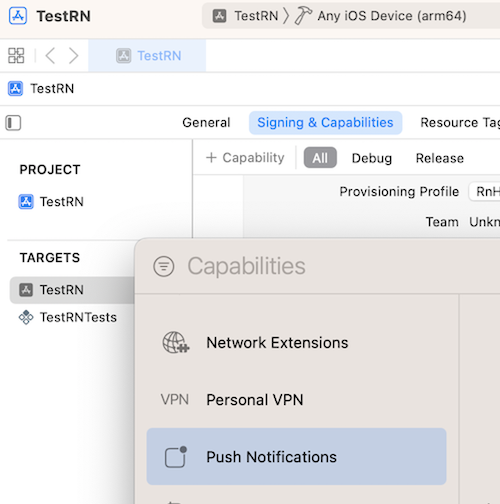 TestRN
TestRN 〉 Any iOS Device (arm64)
TestRN
TestRN
General Signing & Capabilities Resource Tag
+ Capability All Debug Release
PROJECT
TestRN
Provisioning Profile RnH
Team Unkn
TARGETS
TestRN
TestRNTests
Capabilities
Network Extensions
VPN Personal VPN
Push Notifications